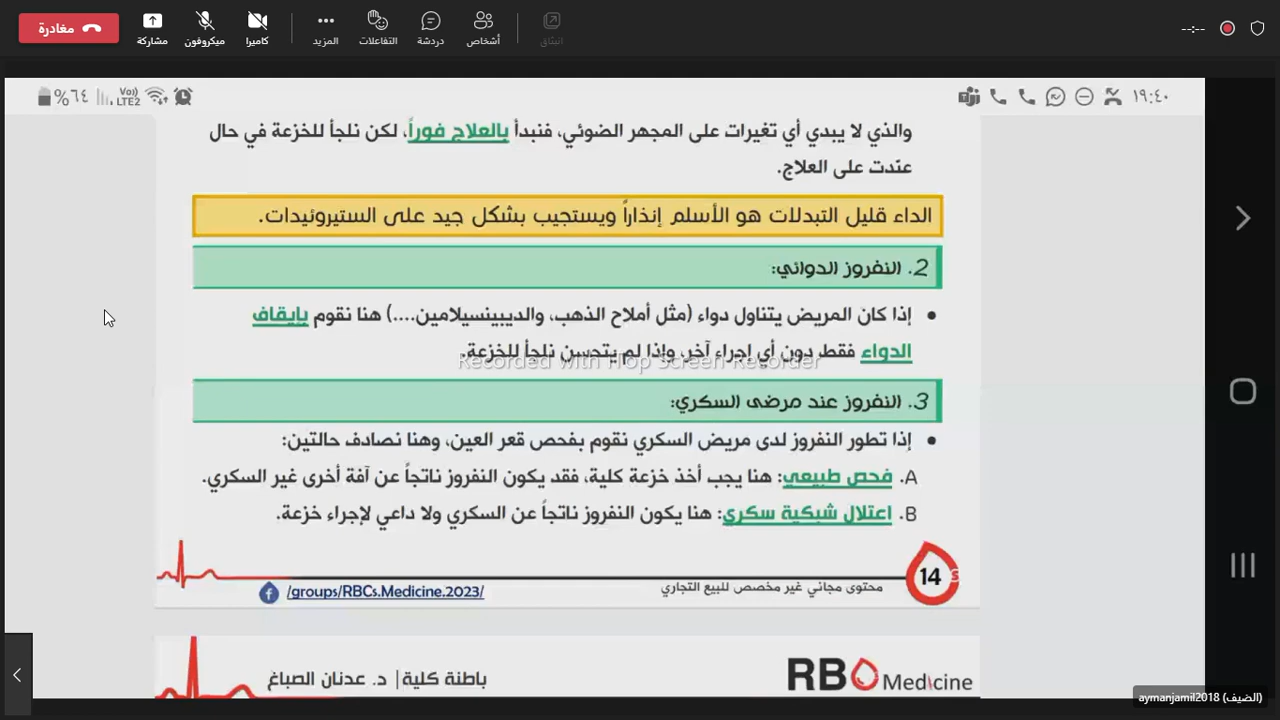 مغادرة
مشاركة
ميكروفون
كاميرا
المزيد
التفاعلات
دردشة
أشخاص
انبثاق
--:--
%٦٤
Vo)
LTE2
١٩:٤٠
والذي لا يبدي أي تغيرات على المجهر الضوئي، فنبدأ بالعلاج فوراً، لكن نلجأ للخزعة في حال
عنّدت على العلاج.
الداء قليل التبدلات هو الأسلم إنذاراً ويستجيب بشكل جيد على الستيروئيدات.
2. النفروز الدوائي:
• إذا كان المريض يتناول دواء (مثل أملاح الذهب، والديبينسيلامين....) هنا نقوم بإيقاف
الدواء فقط دون أي إجراء آخر، وإذا لم يتحسن نلجأ للخزعة.
Recorded with iTop Screen Recorder
3. النفروز عند مرضى السكري:
• إذا تطور النفروز لدى مريض السكري نقوم بفحص قعر العين، وهنا نصادف حالتين:
A. فحص طبيعي: هنا يجب أخذ خزعة كلية، فقد يكون النفروز ناتجاً عن آفة أخرى غير السكري.
B. اعتلال شبكية سكري: هنا يكون النفروز ناتجاً عن السكري ولا داعي لإجراء خزعة.
14
محتوى مجاني غير مخصص للبيع التجاري
/groups/RBCs.Medicine.2023/
RB Medicine
باطنة كلية | د. عدنان الصباغ
aymanjamil2018 (الضيف)